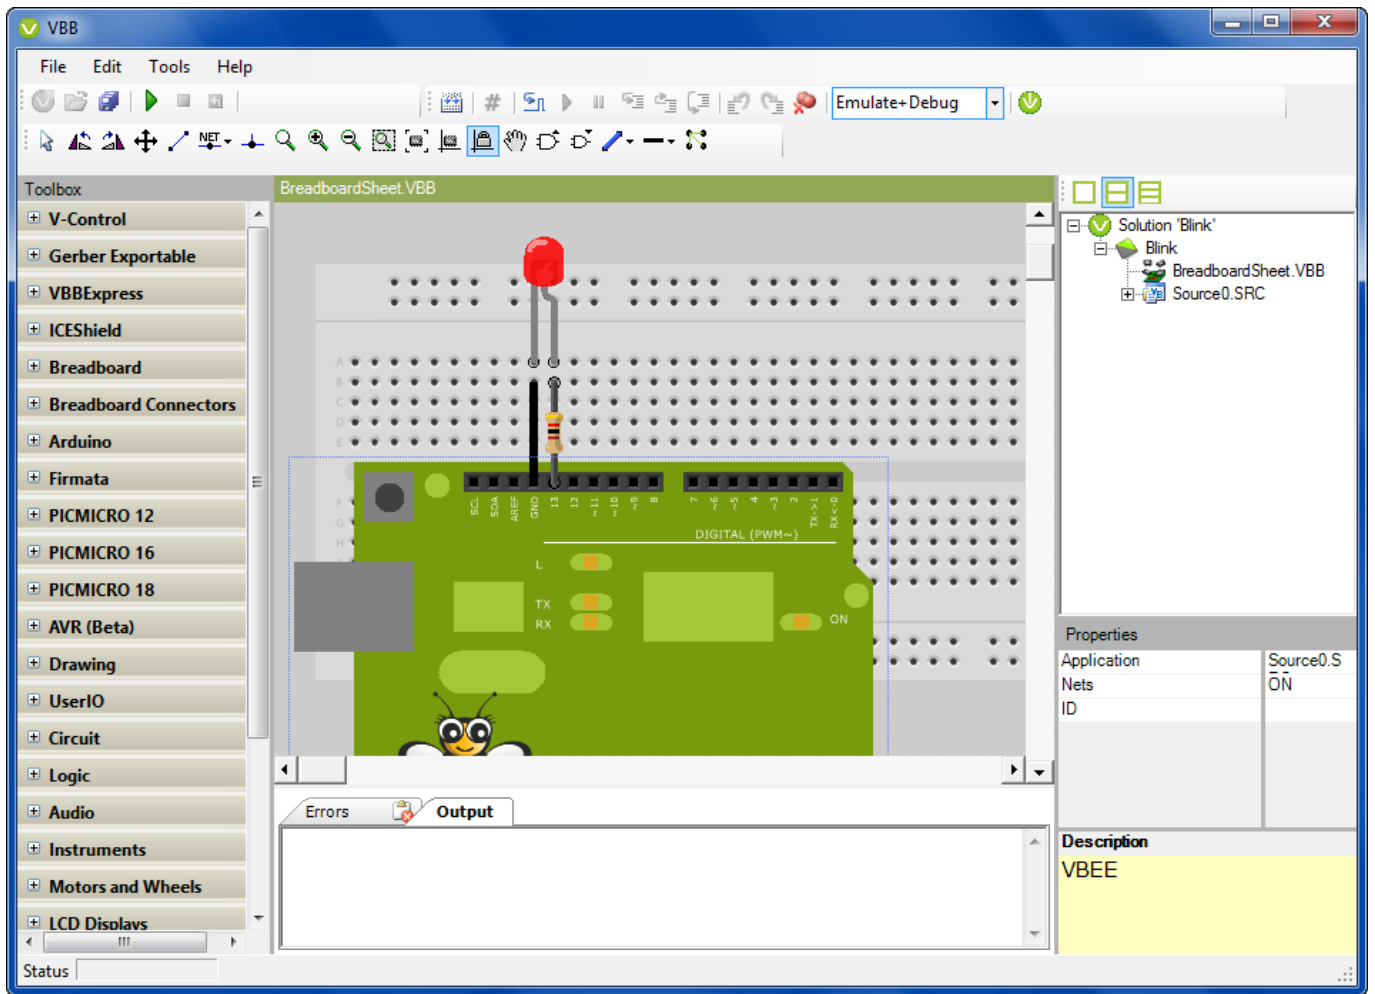 VBB
File Edit Tools Help
Emulate+Debug
NET
Toolbox
V-Control
Gerber Exportable
VBBExpress
ICEShield
Breadboard
Breadboard Connectors
Arduino
Firmata
PICMICRO 12
PICMICRO 16
PICMICRO 18
AVR (Beta)
Drawing
UserIO
Circuit
Logic
Audio
Instruments
Motors and Wheels
LCD Displays
Status
BreadboardSheet.VBB
A
B
C
D
E
F
G
H
SCL SDA AREF GND 13 12 ~11 ~10 ~9 8 7 ~6 ~5 4 ~3 2 TX->1 RX<-0
DIGITAL (PWM~)
L
TX
RX
ON
Errors Output
Solution 'Blink'
Blink
BreadboardSheet.VBB
Source0.SRC
Properties
Application Source0.S
Nets ON
ID
Description
VBEE